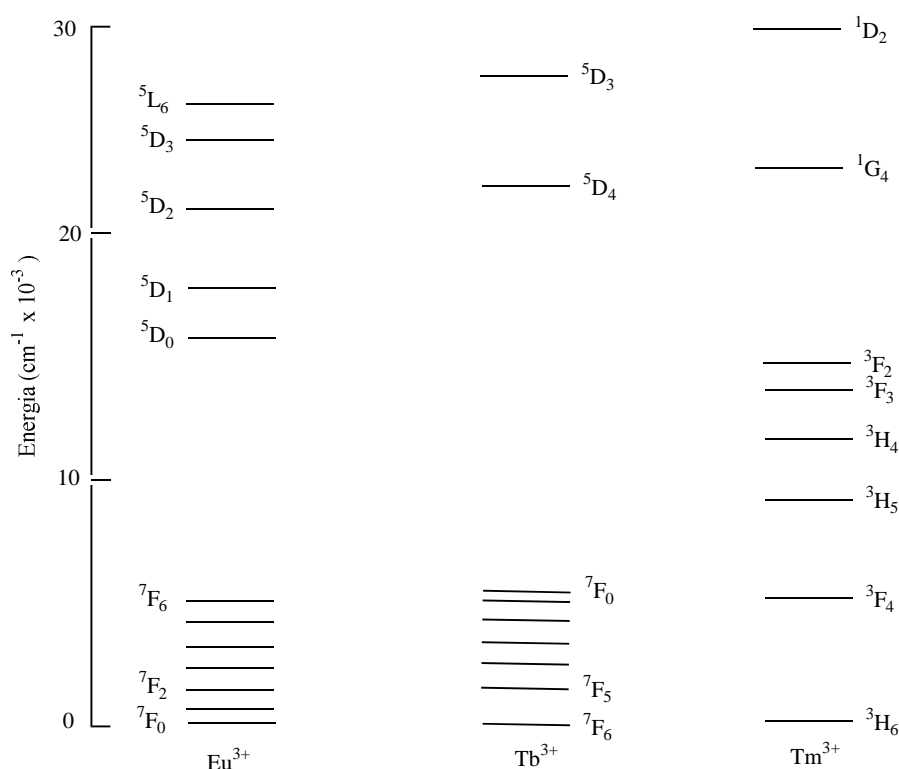 30
20
10
0
Energia (cm⁻¹ x 10⁻³)
⁵L₆
⁵D₃
⁵D₂
⁵D₁
⁵D₀
⁷F₆
⁷F₂
⁷F₀
Eu³⁺
⁵D₃
⁵D₄
⁷F₀
⁷F₅
⁷F₆
Tb³⁺
¹D₂
¹G₄
³F₂
³F₃
³H₄
³H₅
³F₄
³H₆
Tm³⁺